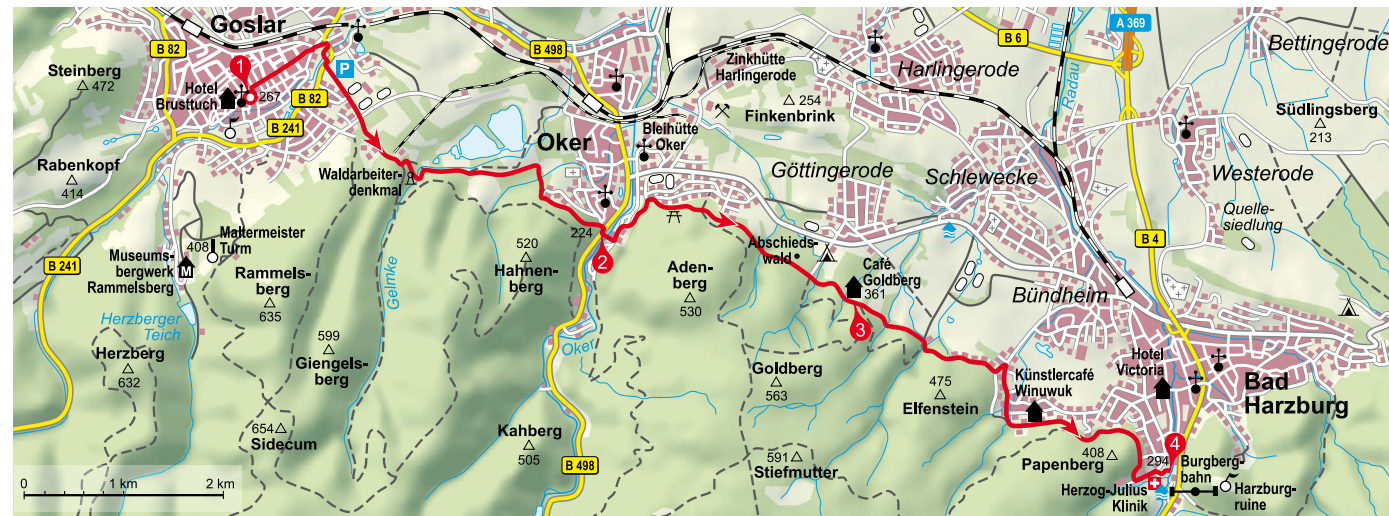 Goslar
B 82
Steinberg
472
1
Hotel
Brusttuch
267
P
B 82
B 241
Rabenkopf
414
Waldarbeiter-
denkmal
Maltermeister
Turm
408
Museums-
bergwerk
Rammelsberg
M
B 241
Rammels-
berg
635
Herzberger
Teich
Herzberg
632
599
Giengels-
berg
Gelmke
654
Sidecum
0
1 km
2 km
B 498
Oker
Bleihütte
Oker
Zinkhütte
Harlingerode
254
Finkenbrink
B 6
Harlingerode
A 369
Radau
Bettingerode
Südlingsberg
213
Göttingerode
Schlewecke
Westerode
Quelle-
siedlung
B 4
224
2
520
Hahnen-
berg
Oker
Aden-
berg
530
Abschieds-
wald
Café
Goldberg
361
3
Bündheim
Goldberg
563
475
Elfenstein
Künstlercafé
Winuwuk
Hotel
Victoria
Bad
Harzburg
Kahberg
505
B 498
591
Stiefmutter
408
Papenberg
294
4
Burgberg-
bahn
Herzog-Julius
Klinik
Harzburg-
ruine